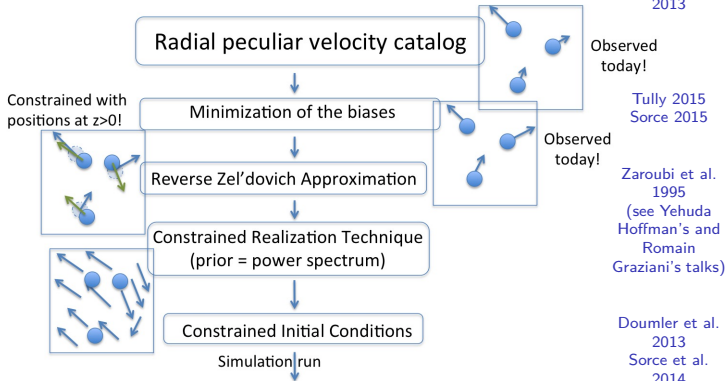 2013
Radial peculiar velocity catalog
Observed
today!
Constrained with
positions at z>0!
Minimization of the biases
Tully 2015
Sorce 2015
Observed
today!
Reverse Zel'dovich Approximation
Zaroubi et al.
1995
(see Yehuda
Hoffman's and
Romain
Graziani's talks)
Constrained Realization Technique
(prior = power spectrum)
Constrained Initial Conditions
Doumler et al.
2013
Sorce et al.
2014
Simulation run